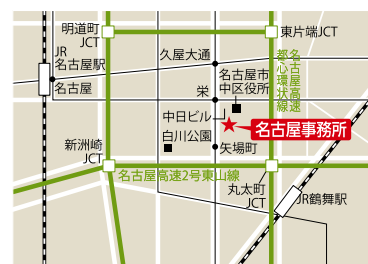 明道町
JCT
東片端JCT
JR
名古屋駅
久屋大通
名古屋
名古屋市
中区役所
都心環状線
名古屋高速
栄
中日ビル
名古屋事務所
白川公園
矢場町
新洲崎
JCT
名古屋高速2号東山線
丸太町
JCT
JR鶴舞駅